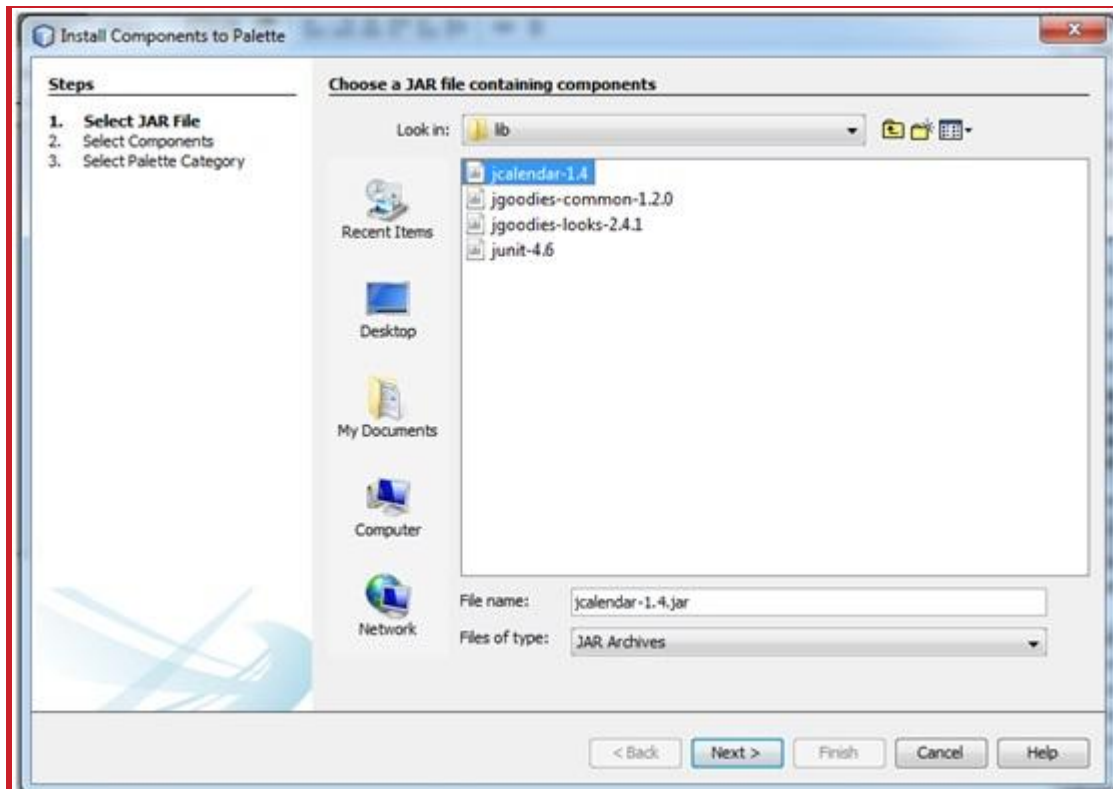 Install Components to Palette
Steps
1. Select JAR File
2. Select Components
3. Select Palette Category
Choose a JAR file containing components
Look in:
lib
jcalendar-1.4
jgoodies-common-1.2.0
jgoodies-looks-2.4.1
junit-4.6
Recent Items
Desktop
My Documents
Computer
Network
File name:
jcalendar-1.4.jar
Files of type:
JAR Archives
< Back
Next >
Finish
Cancel
Help